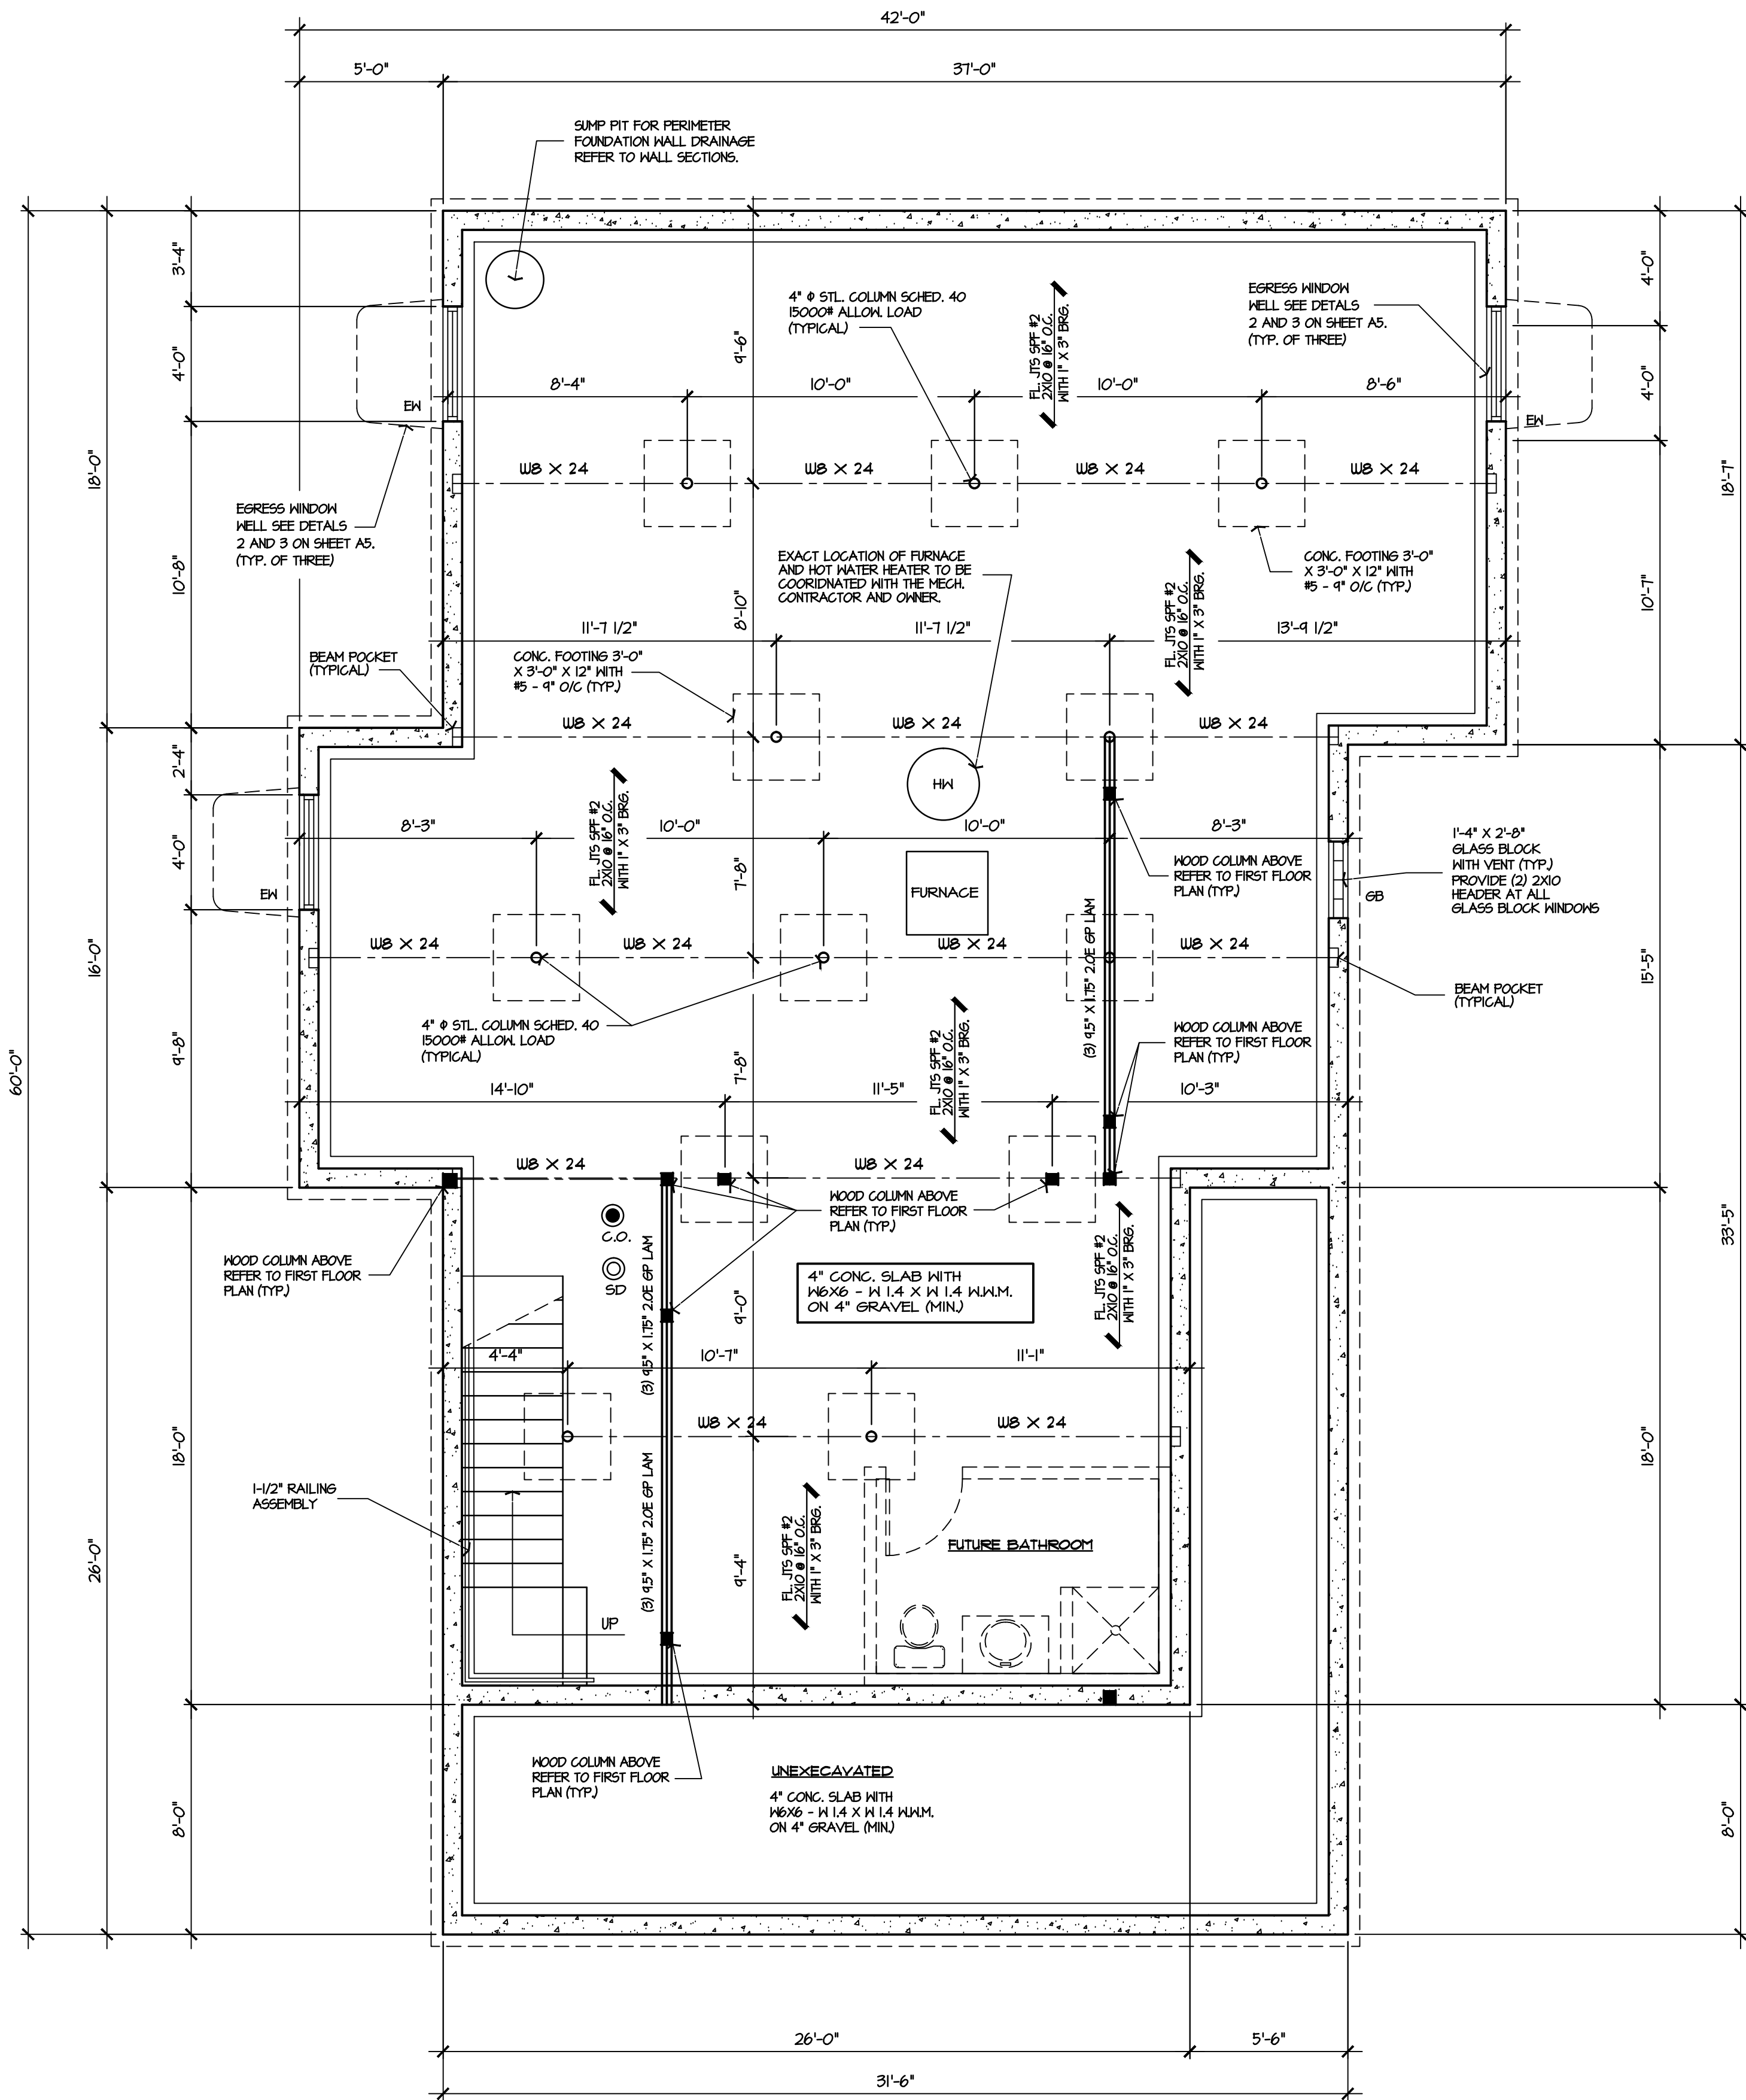 42'-0"
5'-0"
37'-0"
SUMP PIT FOR PERIMETER
FOUNDATION WALL DRAINAGE
REFER TO WALL SECTIONS.
3'-4"
4'-0"
10'-8"
2'-4"
4'-0"
9'-8"
18'-0"
8'-0"
18'-0"
16'-0"
26'-0"
60'-0"
4'-0"
4'-0"
10'-7"
15'-5"
18'-0"
18'-7"
33'-5"
8'-0"
4" Φ STL. COLUMN SCHED. 40
15000# ALLOW. LOAD
(TYPICAL)
FL. JTS SPF #2
2X10 @ 16" O.C.
WITH 1" X 3" BRG.
EGRESS WINDOW
WELL SEE DETALS
2 AND 3 ON SHEET A5.
(TYP. OF THREE)
9'-6"
8'-4"
10'-0"
10'-0"
8'-6"
EW
EW
W8 X 24
W8 X 24
W8 X 24
W8 X 24
EGRESS WINDOW
WELL SEE DETALS
2 AND 3 ON SHEET A5.
(TYP. OF THREE)
EXACT LOCATION OF FURNACE
AND HOT WATER HEATER TO BE
COORIDNATED WITH THE MECH.
CONTRACTOR AND OWNER.
CONC. FOOTING 3'-0"
X 3'-0" X 12" WITH
#5 - 9" O/C (TYP.)
8'-10"
FL. JTS SPF #2
2X10 @ 16" O.C.
WITH 1" X 3" BRG.
11'-7 1/2"
11'-7 1/2"
13'-9 1/2"
BEAM POCKET
(TYPICAL)
CONC. FOOTING 3'-0"
X 3'-0" X 12" WITH
#5 - 9" O/C (TYP.)
W8 X 24
W8 X 24
W8 X 24
HW
FL. JTS SPF #2
2X10 @ 16" O.C.
WITH 1" X 3" BRG.
8'-3"
10'-0"
10'-0"
8'-3"
7'-8"
FURNACE
WOOD COLUMN ABOVE
REFER TO FIRST FLOOR
PLAN (TYP.)
1'-4" X 2'-8"
GLASS BLOCK
WITH VENT (TYP.)
PROVIDE (2) 2X10
HEADER AT ALL
GLASS BLOCK WINDOWS
EW
GB
W8 X 24
W8 X 24
W8 X 24
W8 X 24
(3) 9.5" X 1.75" 2.0E GP LAM
BEAM POCKET
(TYPICAL)
4" Φ STL. COLUMN SCHED. 40
15000# ALLOW. LOAD
(TYPICAL)
7'-8"
FL. JTS SPF #2
2X10 @ 16" O.C.
WITH 1" X 3" BRG.
WOOD COLUMN ABOVE
REFER TO FIRST FLOOR
PLAN (TYP.)
14'-10"
11'-5"
10'-3"
W8 X 24
W8 X 24
WOOD COLUMN ABOVE
REFER TO FIRST FLOOR
PLAN (TYP.)
C.O.
SD
WOOD COLUMN ABOVE
REFER TO FIRST FLOOR
PLAN (TYP.)
(3) 9.5" X 1.75" 2.0E GP LAM
9'-0"
4" CONC. SLAB WITH
W6X6 - W 1.4 X W 1.4 W.W.M.
ON 4" GRAVEL (MIN.)
FL. JTS SPF #2
2X10 @ 16" O.C.
WITH 1" X 3" BRG.
4'-4"
10'-7"
11'-1"
W8 X 24
W8 X 24
1-1/2" RAILING
ASSEMBLY
(3) 9.5" X 1.75" 2.0E GP LAM
9'-4"
FL. JTS SPF #2
2X10 @ 16" O.C.
WITH 1" X 3" BRG.
FUTURE BATHROOM
UP
WOOD COLUMN ABOVE
REFER TO FIRST FLOOR
PLAN (TYP.)
UNEXECAVATED
4" CONC. SLAB WITH
W6X6 - W 1.4 X W 1.4 W.W.M.
ON 4" GRAVEL (MIN.)
26'-0"
5'-6"
31'-6"